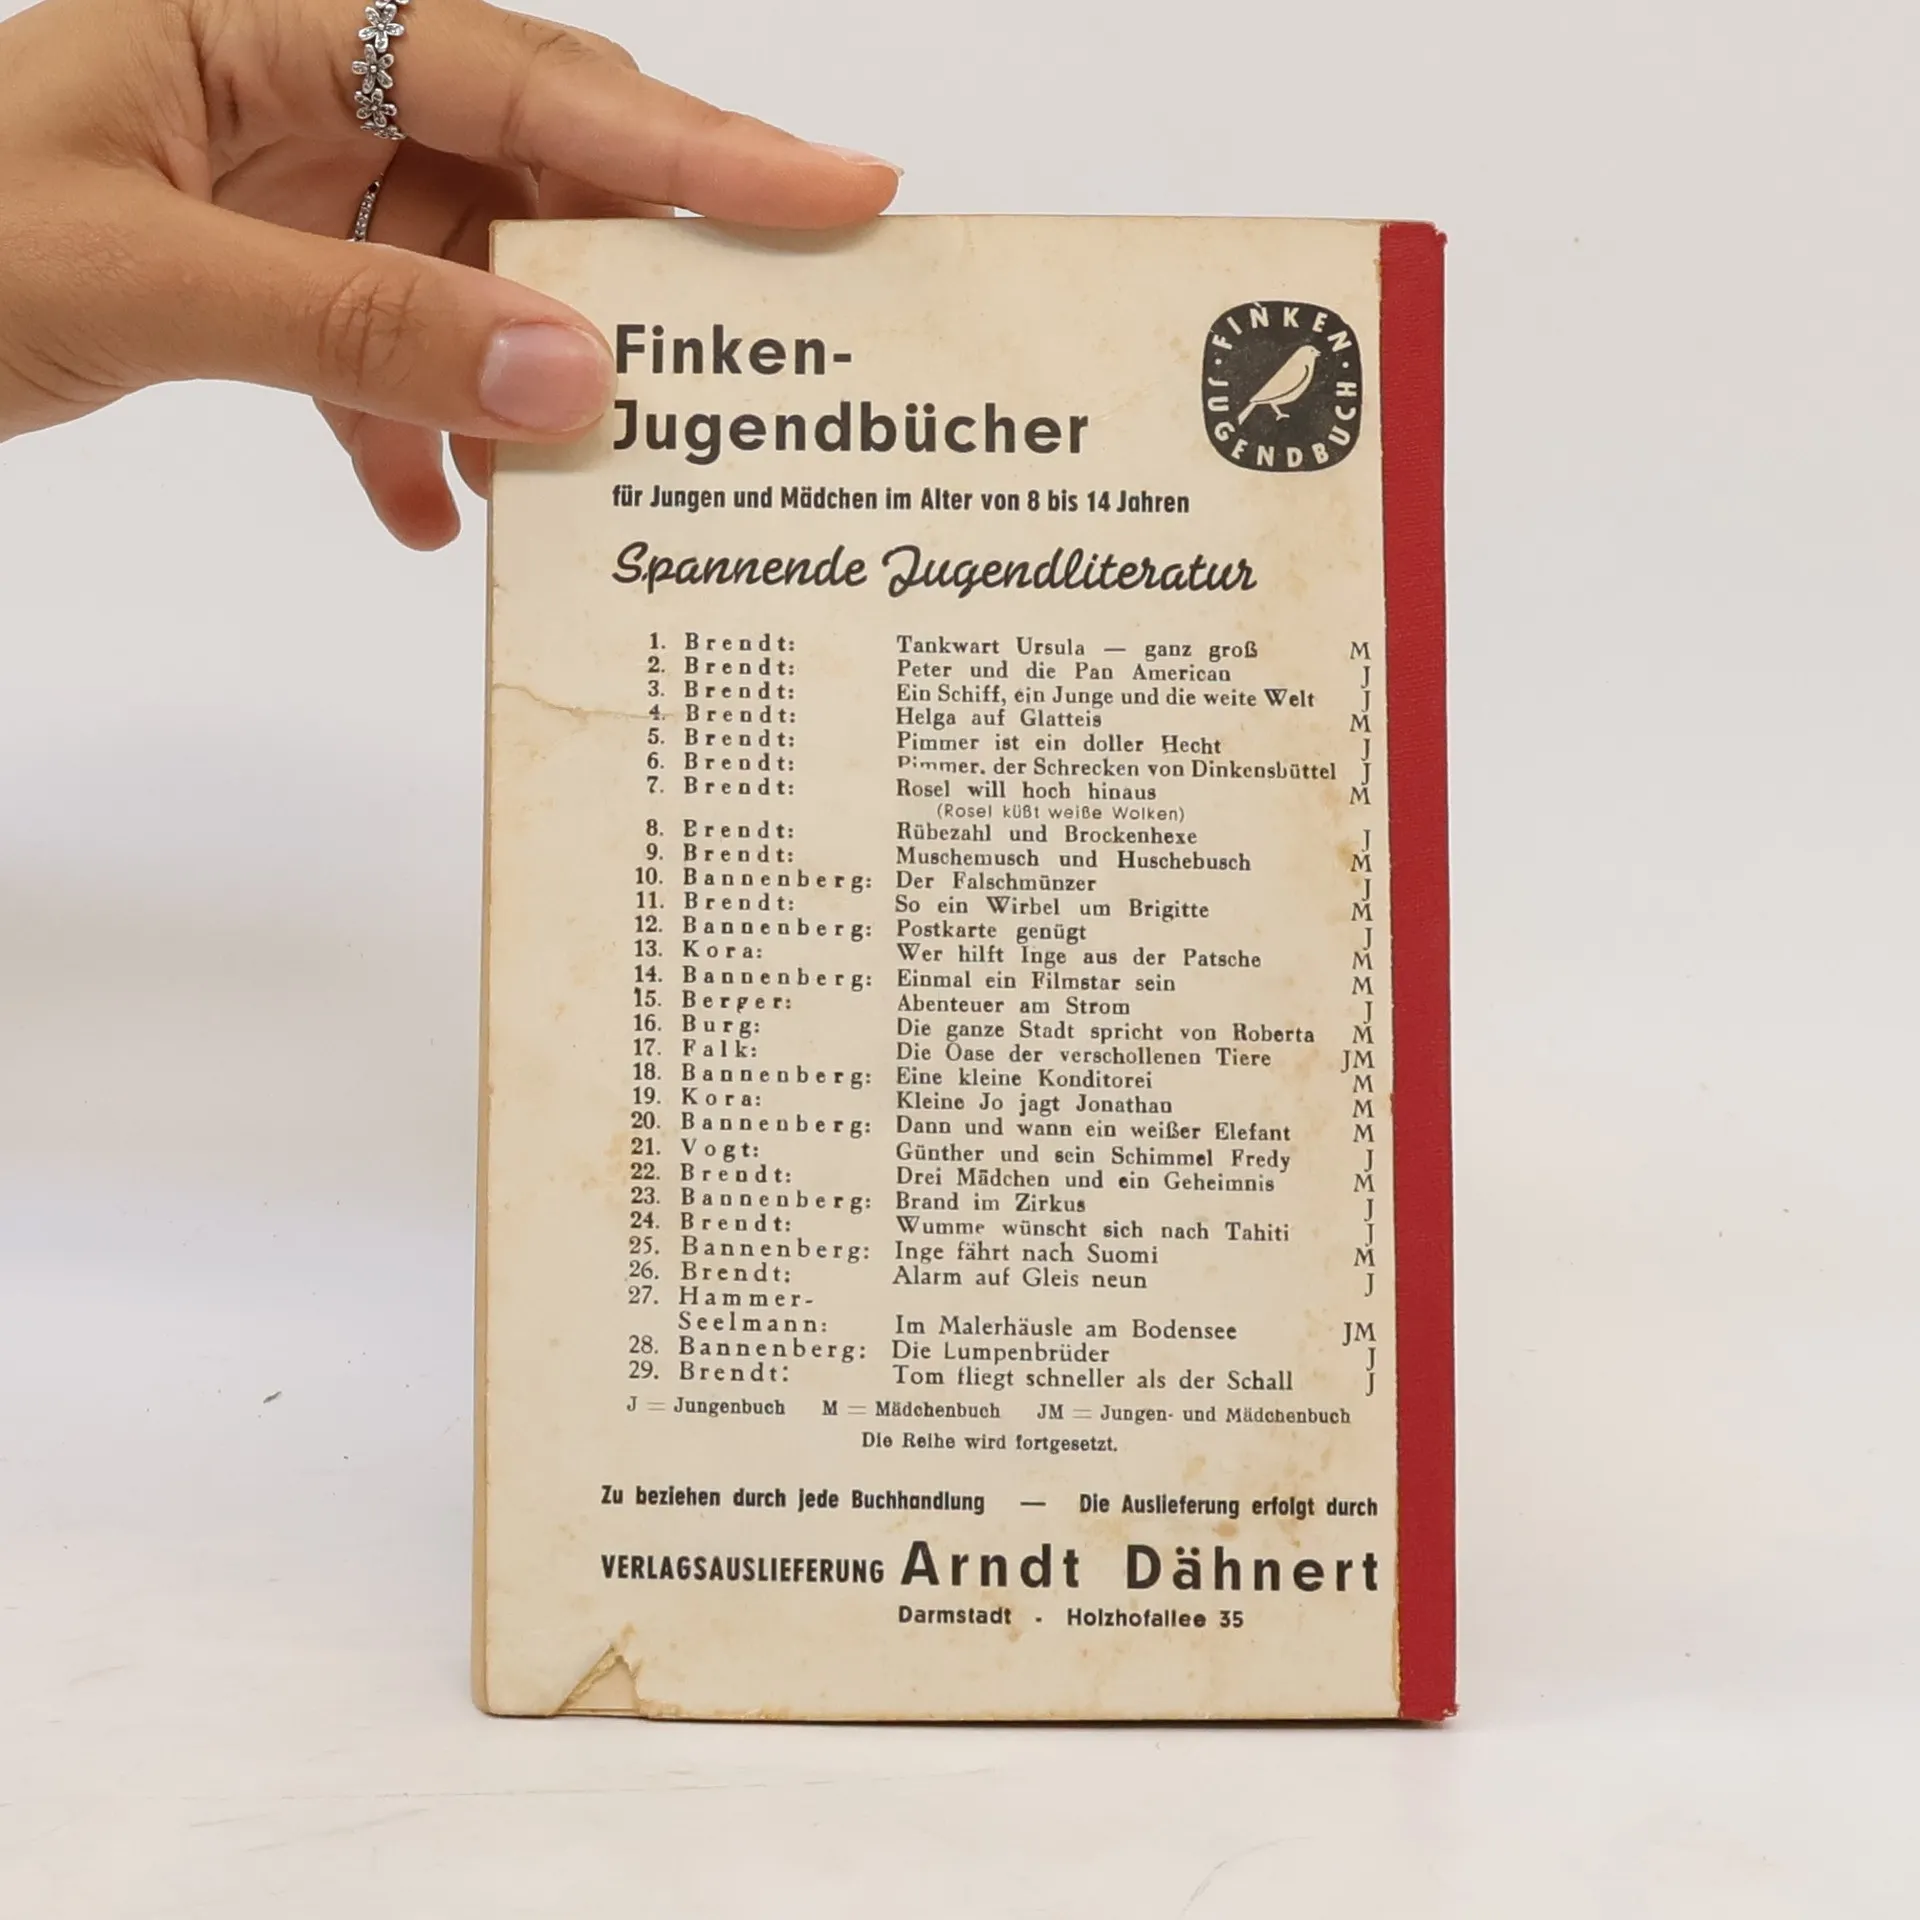 Finken-
Jugendbücher
FINKEN · JUGENDBUCH ·
für Jungen und Mädchen im Alter von 8 bis 14 Jahren
Spannende Jugendliteratur
1. Brendt: Tankwart Ursula — ganz groß M
2. Brendt: Peter und die Pan American J
3. Brendt: Ein Schiff, ein Junge und die weite Welt J
4. Brendt: Helga auf Glatteis M
5. Brendt: Pimmer ist ein doller Hecht J
6. Brendt: Pimmer, der Schrecken von Dinkensbüttel J
7. Brendt: Rosel will hoch hinaus M
(Rosel küßt weiße Wolken)
8. Brendt: Rübezahl und Brockenhexe J
9. Brendt: Muschemusch und Huschebusch M
10. Bannenberg: Der Falschmünzer J
11. Brendt: So ein Wirbel um Brigitte M
12. Bannenberg: Postkarte genügt J
13. Kora: Wer hilft Inge aus der Patsche M
14. Bannenberg: Einmal ein Filmstar sein M
15. Berger: Abenteuer am Strom J
16. Burg: Die ganze Stadt spricht von Roberta M
17. Falk: Die Oase der verschollenen Tiere JM
18. Bannenberg: Eine kleine Konditorei M
19. Kora: Kleine Jo jagt Jonathan M
20. Bannenberg: Dann und wann ein weißer Elefant M
21. Vogt: Günther und sein Schimmel Fredy J
22. Brendt: Drei Mädchen und ein Geheimnis M
23. Bannenberg: Brand im Zirkus J
24. Brendt: Wumme wünscht sich nach Tahiti J
25. Bannenberg: Inge fährt nach Suomi M
26. Brendt: Alarm auf Gleis neun J
27. Hammer-
Seelmann: Im Malerhäusle am Bodensee JM
28. Bannenberg: Die Lumpenbrüder J
29. Brendt: Tom fliegt schneller als der Schall J
J = Jungenbuch M = Mädchenbuch JM = Jungen- und Mädchenbuch
Die Reihe wird fortgesetzt.
Zu beziehen durch jede Buchhandlung — Die Auslieferung erfolgt durch
VERLAGSAUSLIEFERUNG Arndt Dähnert
Darmstadt · Holzhofallee 35